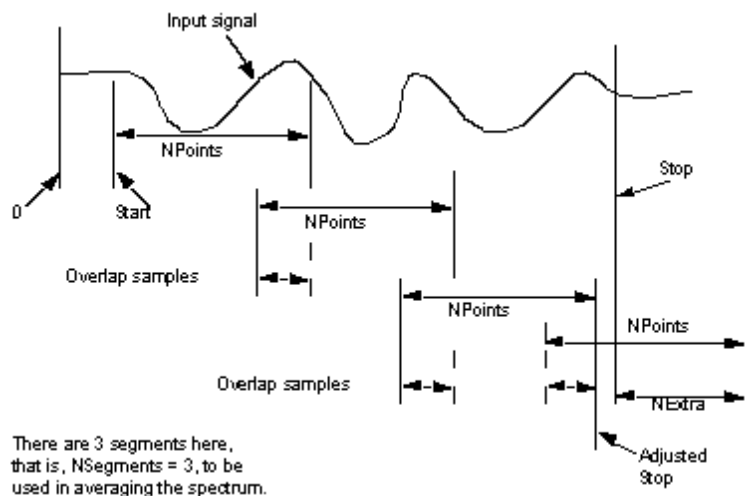 Input signal
NPoints
Stop
0
Start
NPoints
Overlap samples
NPoints
NPoints
Overlap samples
NExtra
There are 3 segments here,
that is, NSegments = 3, to be
used in averaging the spectrum.
Adjusted
Stop